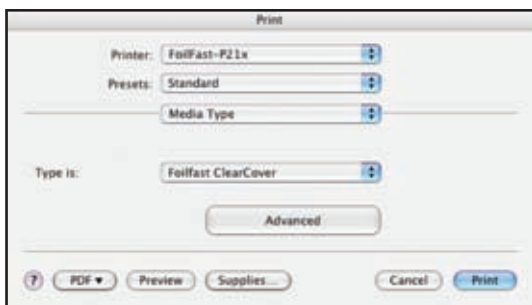 Print
Printer: FoilFast-P21x
Presets: Standard
Media Type
Type is: Foilfast ClearCover
Advanced
? PDF ▼ Preview Supplies... Cancel Print